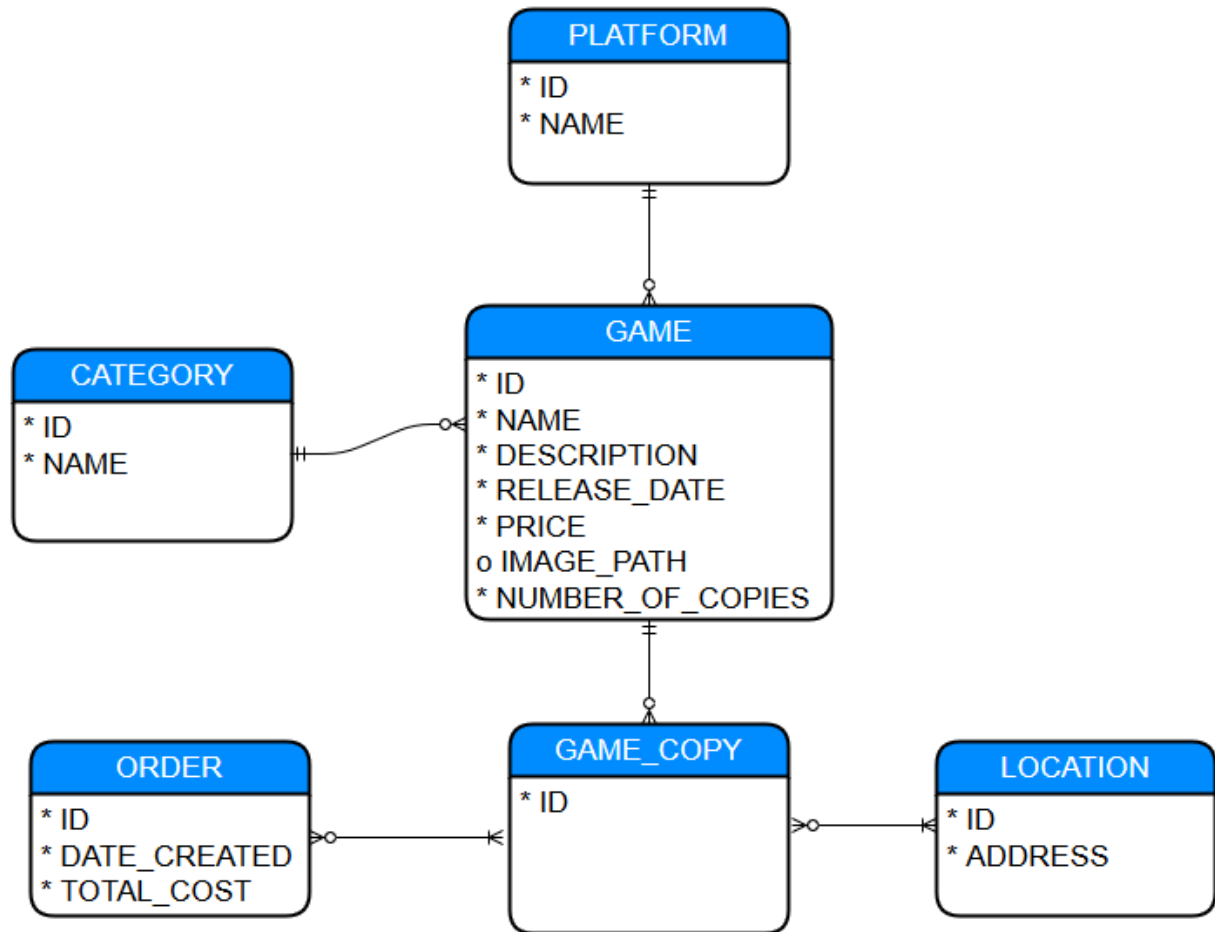 PLATFORM
* ID
* NAME
GAME
* ID
* NAME
* DESCRIPTION
* RELEASE_DATE
* PRICE
o IMAGE_PATH
* NUMBER_OF_COPIES
CATEGORY
* ID
* NAME
ORDER
* ID
* DATE_CREATED
* TOTAL_COST
GAME_COPY
* ID
LOCATION
* ID
* ADDRESS